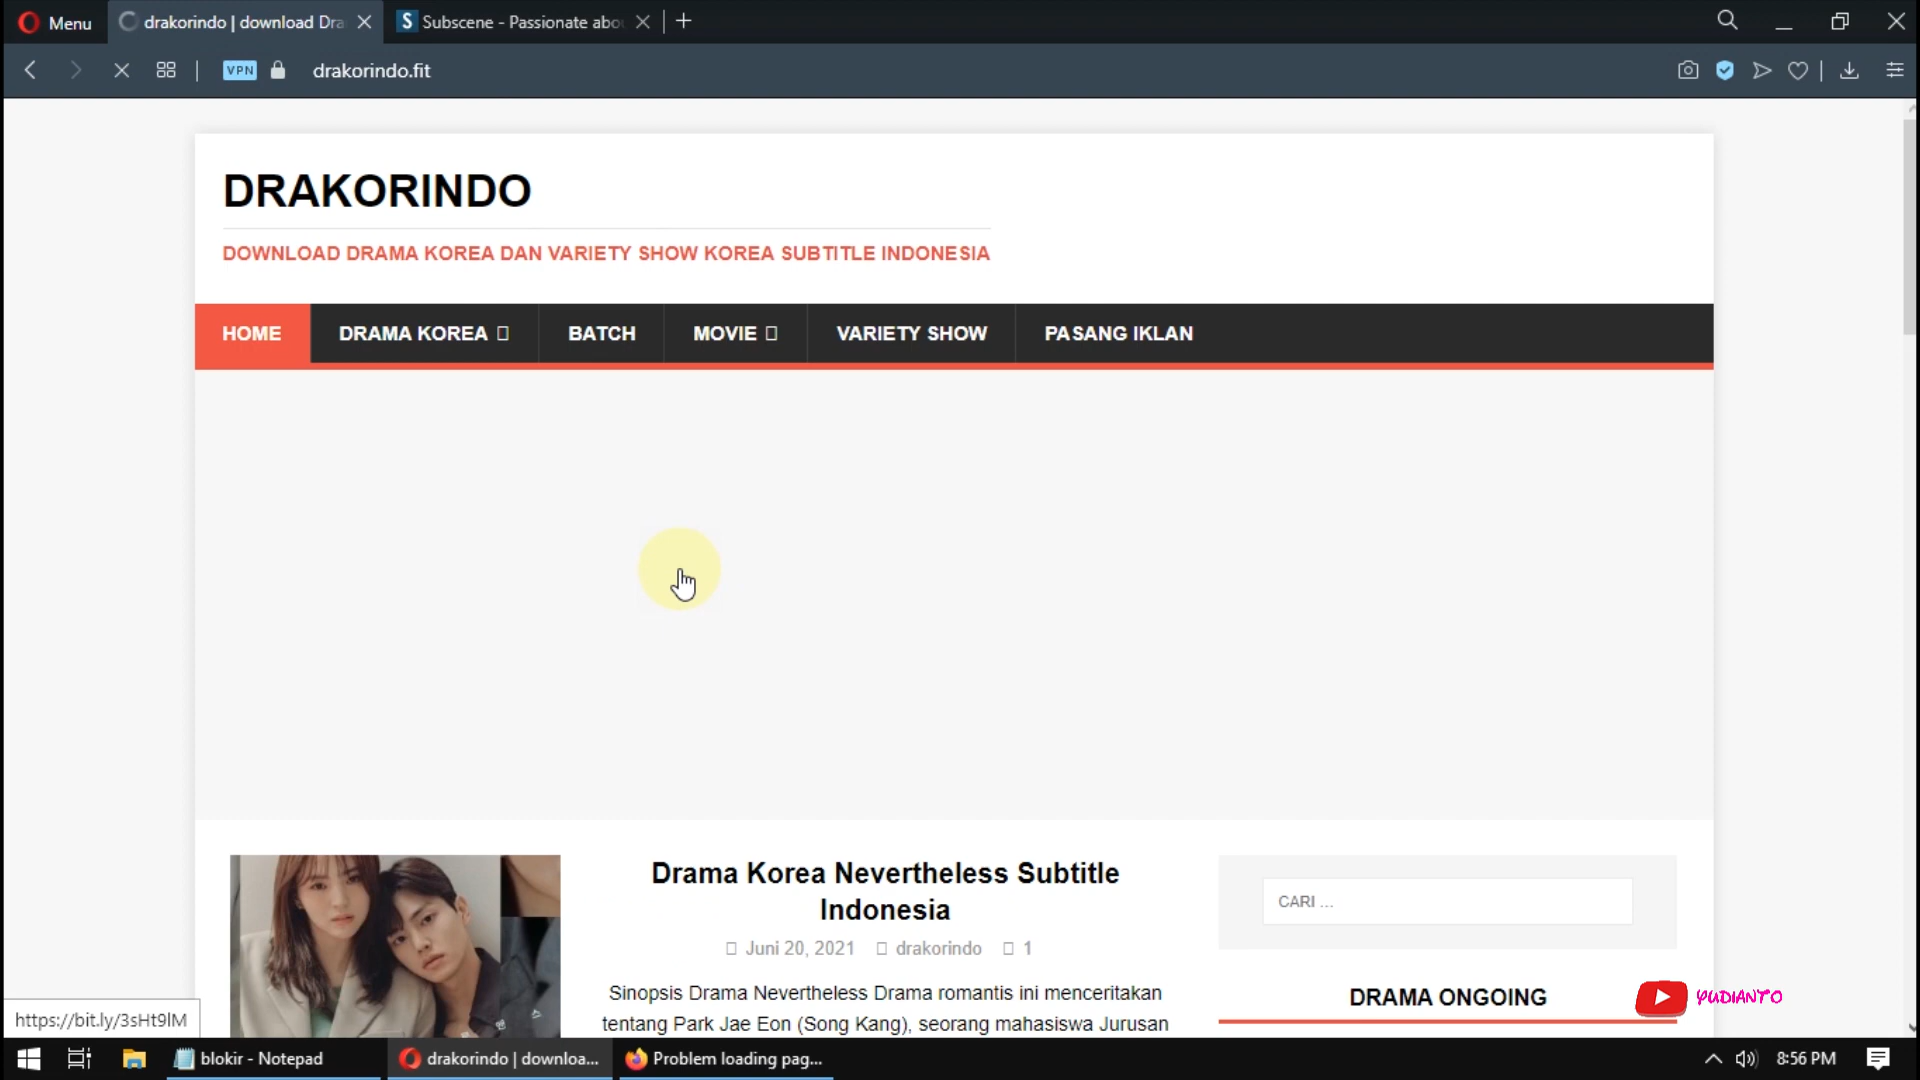 Menu
drakorindo | download Dra
S Subscene - Passionate abo
VPN
drakorindo.fit
DRAKORINDO
DOWNLOAD DRAMA KOREA DAN VARIETY SHOW KOREA SUBTITLE INDONESIA
HOME
DRAMA KOREA
BATCH
MOVIE
VARIETY SHOW
PASANG IKLAN
Drama Korea Nevertheless Subtitle
Indonesia
Juni 20, 2021 drakorindo 1
Sinopsis Drama Nevertheless Drama romantis ini menceritakan
tentang Park Jae Eon (Song Kang), seorang mahasiswa Jurusan
CARI ...
DRAMA ONGOING
YUDIANTO
https://bit.ly/3sHt9lM
blokir - Notepad
drakorindo | downloa...
Problem loading pag...
8:56 PM